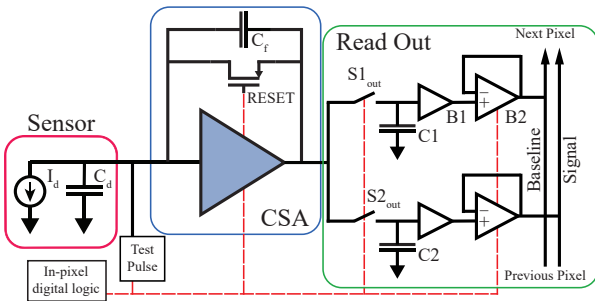 Sensor
I_d
C_d
Test
Pulse
In-pixel
digital logic
C_f
RESET
CSA
Read Out
S1_out
C1
B1
B2
S2_out
C2
Next Pixel
Baseline
Signal
Previous Pixel